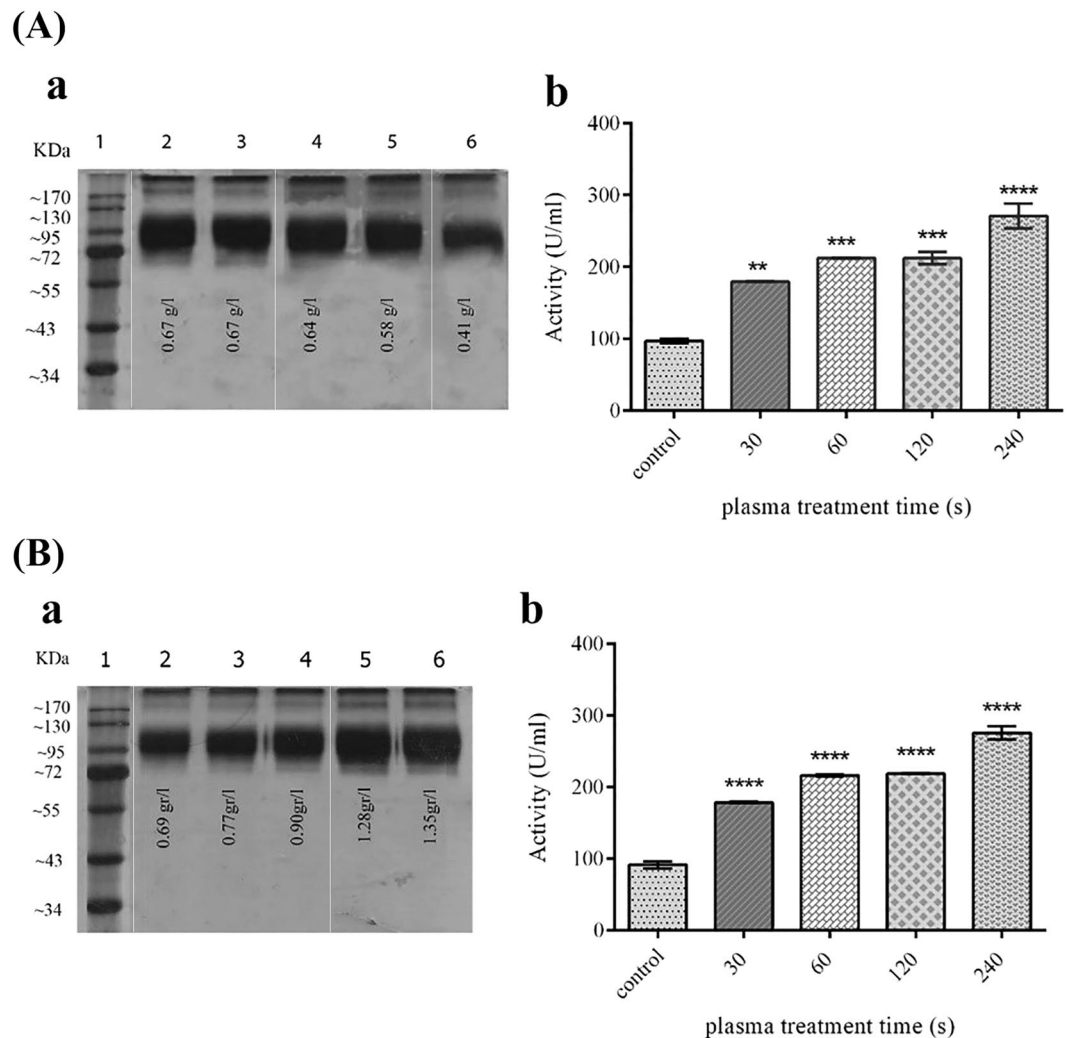 (A)
a
KDa 1 2 3 4 5 6
~170
~130
~95
~72
~55
~43
~34
0.67 g/l
0.67 g/l
0.64 g/l
0.58 g/l
0.41 g/l
b
Activity (U/ml)
400
300
200
100
0
**
***
***
****
control 30 60 120 240
plasma treatment time (s)
(B)
a
KDa 1 2 3 4 5 6
~170
~130
~95
~72
~55
~43
~34
0.69 gr/l
0.77gr/l
0.90gr/l
1.28gr/l
1.35gr/l
b
Activity (U/ml)
400
300
200
100
0
****
****
****
****
control 30 60 120 240
plasma treatment time (s)